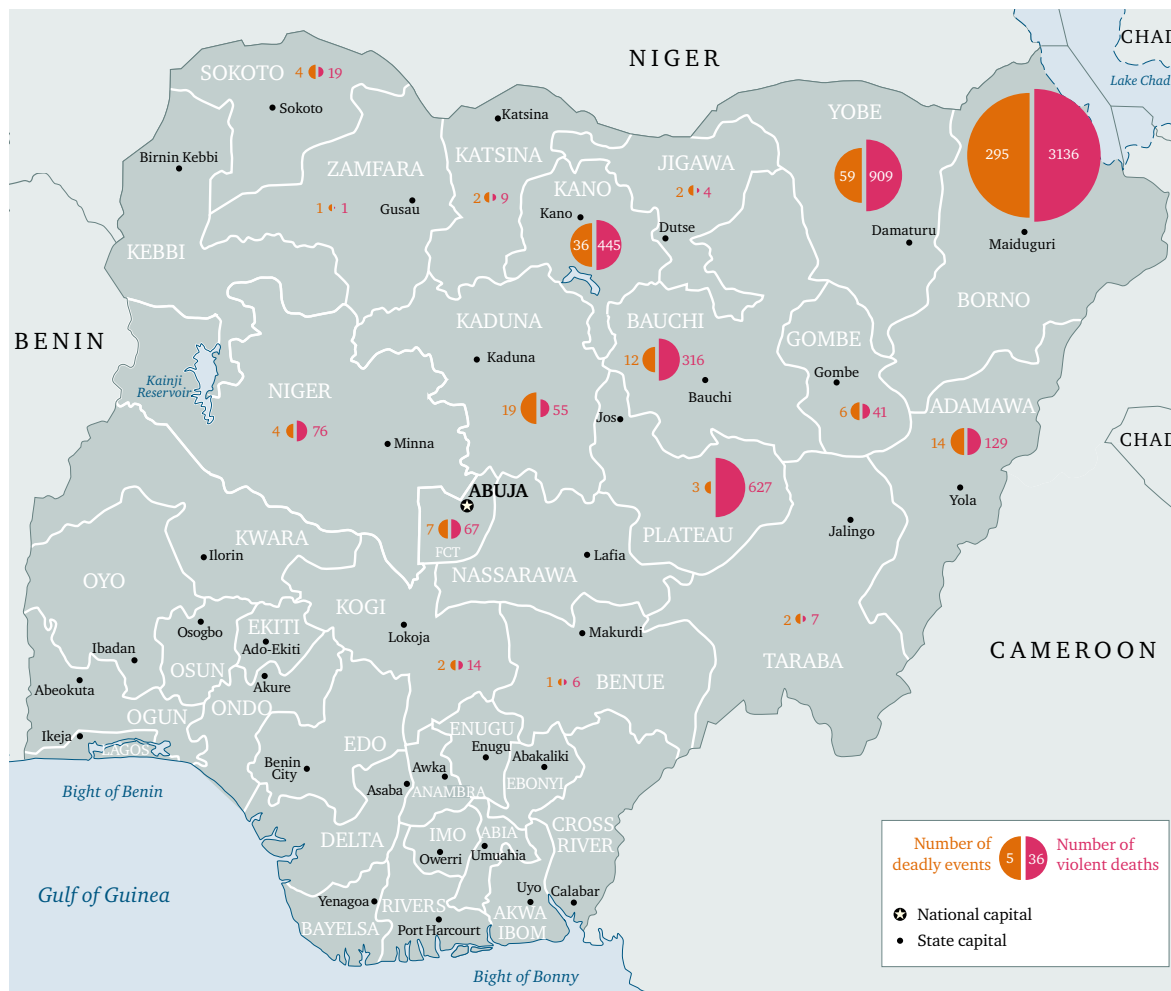 NIGER
CHAD
Lake Chad
SOKOTO
4 19
Sokoto
Katsina
YOBE
Birnin Kebbi
ZAMFARA
KATSINA
JIGAWA
295 3136
KANO
59 909
2 9
2 4
1 1
Gusau
Kano
Dutse
36 445
Damaturu
Maiduguri
KEBBI
BORNO
BENIN
KADUNA
BAUCHI
GOMBE
Kaduna
12 316
Kainji
Reservoir
NIGER
Gombe
Bauchi
19 55
Jos
6 41
ADAMAWA
4 76
Minna
14 129
CHAD
ABUJA
3 627
Yola
7 67
FCT
PLATEAU
Jalingo
KWARA
Ilorin
Lafia
NASSARAWA
OYO
KOGI
EKITI
Osogbo
Lokoja
Makurdi
2 7
Ibadan
Ado-Ekiti
CAMEROON
OSUN
2 14
TARABA
Abeokuta
Akure
1 6
BENUE
OGUN
ONDO
Ikeja
LAGOS
EDO
ENUGU
Enugu
Abakaliki
Benin
City
Awka
EBONYI
Asaba
ANAMBRA
Bight of Benin
DELTA
IMO
ABIA
CROSS
RIVER
Owerri
Umuahia
Gulf of Guinea
Yenagoa
RIVERS
Uyo
Calabar
BAYELSA
Port Harcourt
AKWA
IBOM
Bight of Bonny
Number of
deadly events
5 36
Number of
violent deaths
National capital
State capital